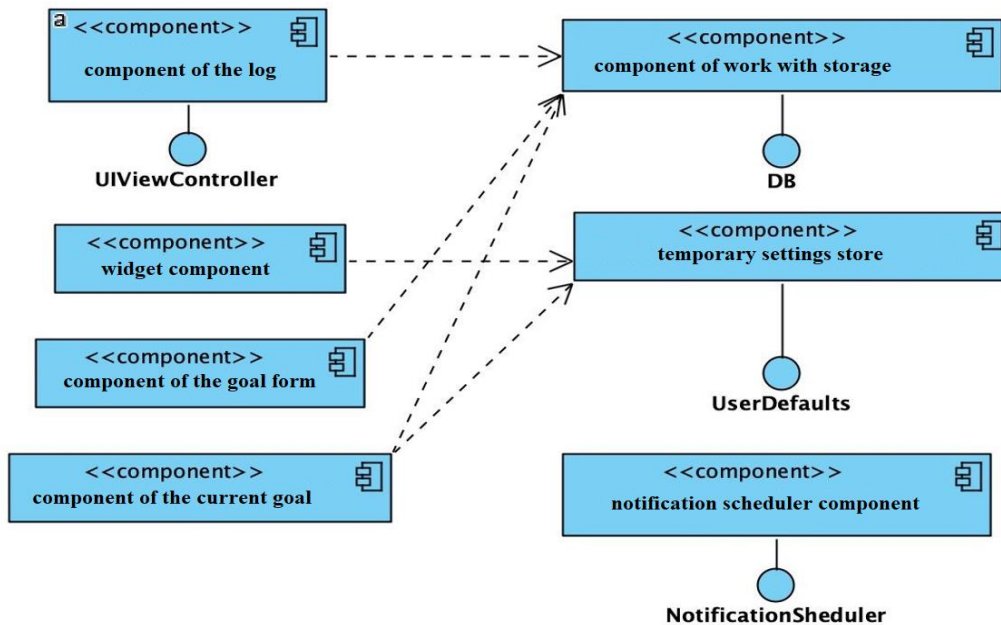 a
<<component>>
component of the log
UIViewController
<<component>>
component of work with storage
DB
<<component>>
widget component
<<component>>
temporary settings store
UserDefaults
<<component>>
component of the goal form
<<component>>
component of the current goal
<<component>>
notification scheduler component
NotificationSheduler